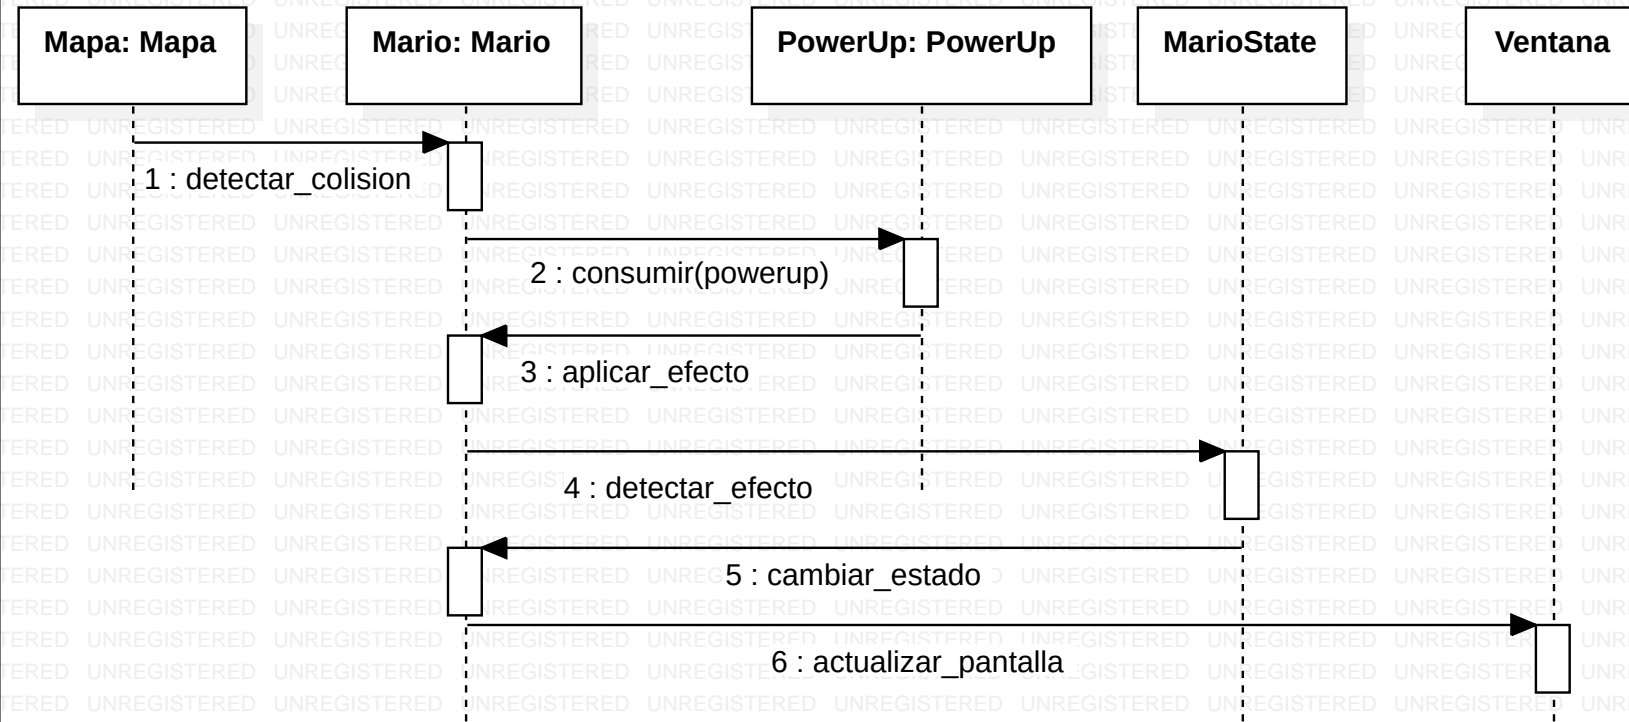 Mapa: Mapa
Mario: Mario
PowerUp: PowerUp
MarioState
Ventana
1 : detectar_colision
2 : consumir(powerup)
3 : aplicar_efecto
4 : detectar_efecto
5 : cambiar_estado
6 : actualizar_pantalla
UNREGISTERED